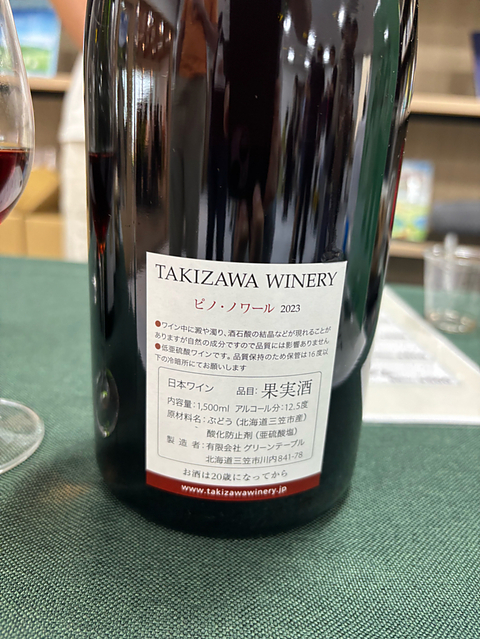 TAKIZAWA WINERY
ピノ・ノワール 2023
●ワイン中に澱や濁り、酒石酸の結晶などが現れることが
ありますが自然の成分ですので品質には影響ありません
●低亜硫酸ワインです。品質保持のため保管は16度以
下の冷暗所にてお願いします
日本ワイン 品目:果実酒
内容量:1,500ml アルコール分:12.5度
原材料名:ぶどう(北海道三笠市産)
酸化防止剤(亜硫酸塩)
製造者:有限会社 グリーンテーブル
北海道三笠市川内841-78
お酒は20歳になってから
www.takizawawinery.jp